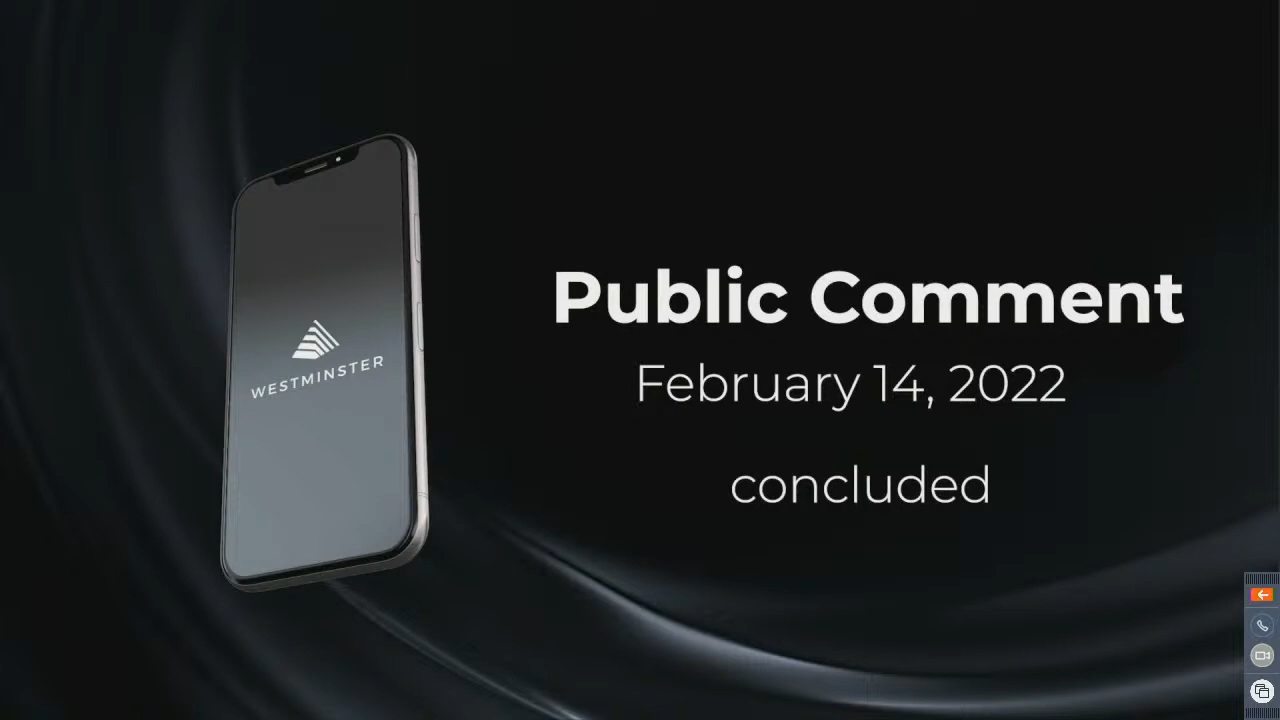 WESTMINSTER
Public Comment
February 14, 2022
concluded